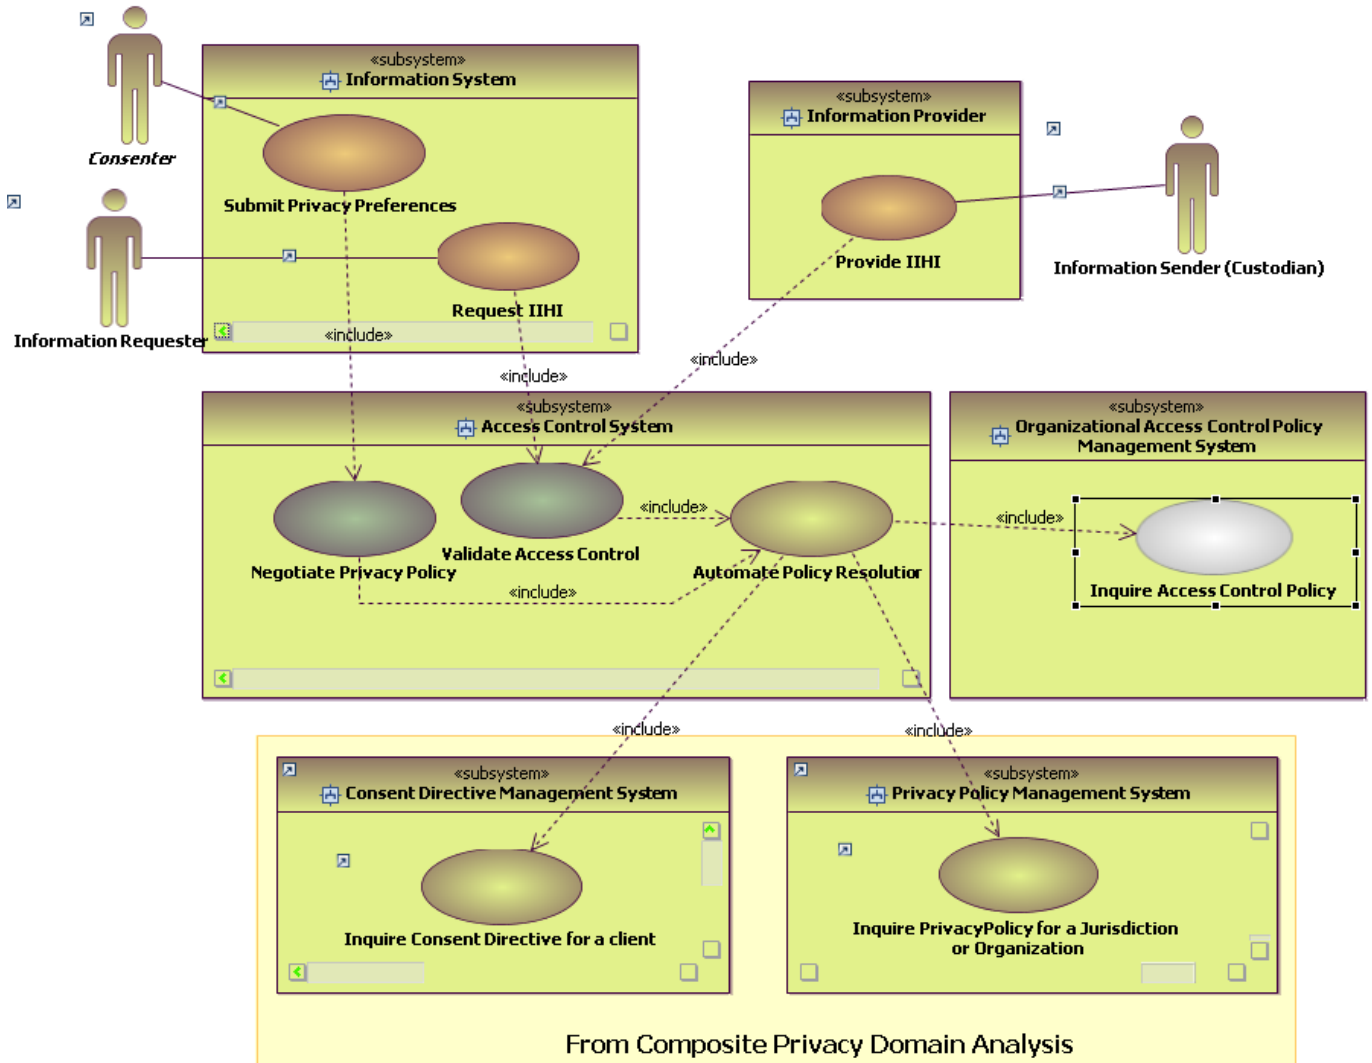 «subsystem»
Information System
Consenter
Submit Privacy Preferences
Request IIHI
Information Requester
«subsystem»
Information Provider
Provide IIHI
Information Sender (Custodian)
«include»
«include»
«include»
«subsystem»
Access Control System
Negotiate Privacy Policy
Validate Access Control
Automate Policy Resolution
«include»
«include»
«include»
«subsystem»
Organizational Access Control Policy
Management System
Inquire Access Control Policy
«include»
«include»
«subsystem»
Consent Directive Management System
Inquire Consent Directive for a client
«subsystem»
Privacy Policy Management System
Inquire PrivacyPolicy for a Jurisdiction
or Organization
From Composite Privacy Domain Analysis